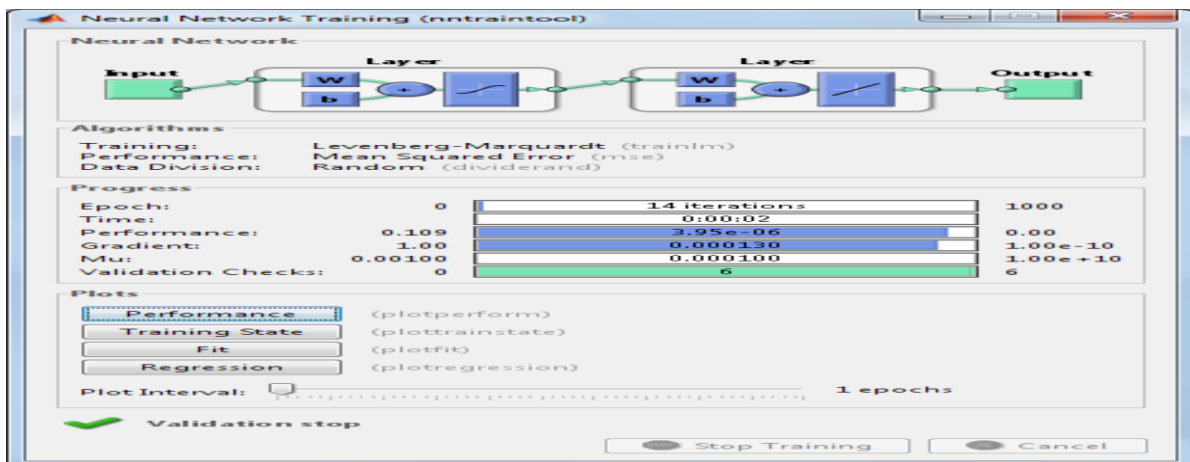 Neural Network Training (nntraintool)
Neural Network
Layer Layer
Input Output
W W
b b
+ +
Algorithms
Training: Levenberg-Marquardt (trainlm)
Performance: Mean Squared Error (mse)
Data Division: Random (dividerand)
Progress
Epoch: 0 14 iterations 1000
Time: 0:00:02
Performance: 0.109 3.95e-06 0.00
Gradient: 1.00 0.000130 1.00e-10
Mu: 0.00100 0.000100 1.00e+10
Validation Checks: 0 6 6
Plots
Performance (plotperform)
Training State (plottrainstate)
Fit (plotfit)
Regression (plotregression)
Plot Interval: 1 epochs
Validation stop
Stop Training Cancel